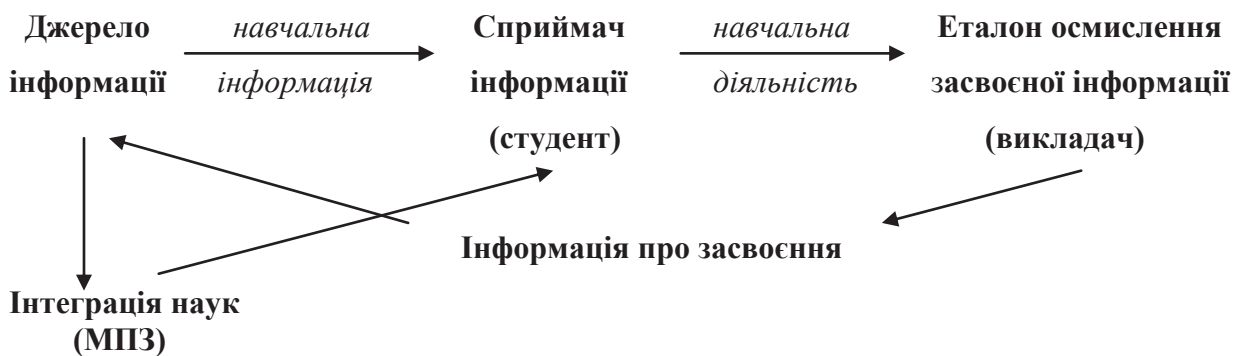 Джерело
інформації
навчальна
інформація
Сприймач
інформації
(студент)
навчальна
діяльність
Еталон осмислення
засвоєної інформації
(викладач)
Інформація про засвоєння
Інтеграція наук
(МПЗ)